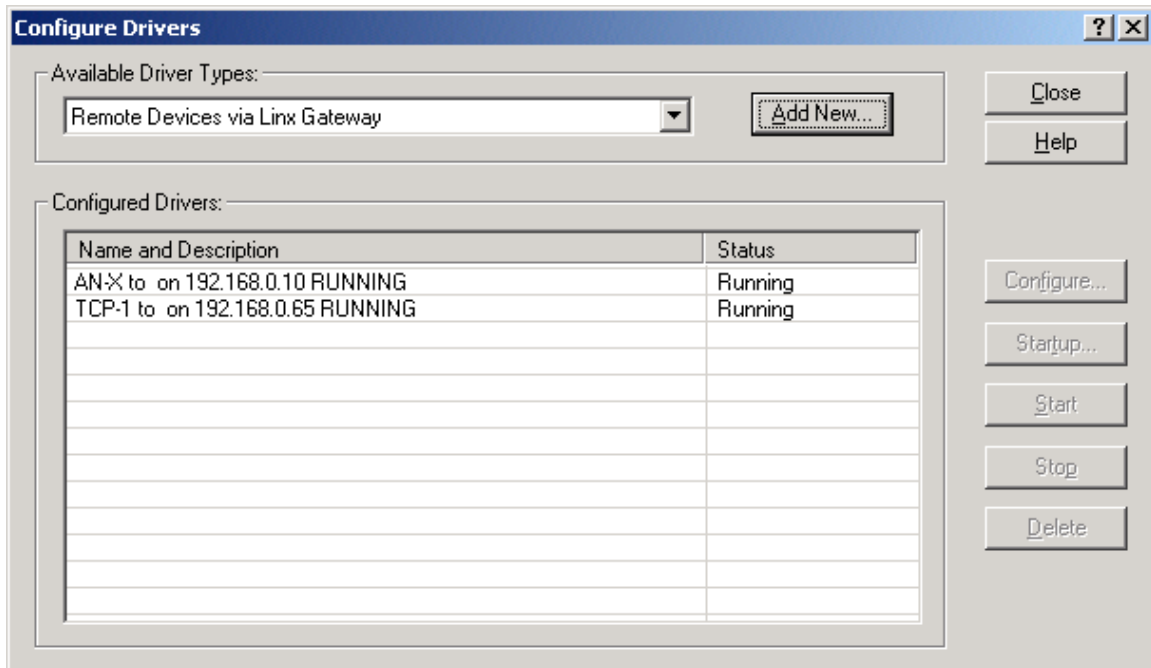 Configure Drivers
? X
Available Driver Types:
Remote Devices via Linx Gateway
Add New...
Close
Help
Configured Drivers:
Name and Description Status
AN-X to  on 192.168.0.10 RUNNING Running
TCP-1 to  on 192.168.0.65 RUNNING Running
Configure...
Startup...
Start
Stop
Delete